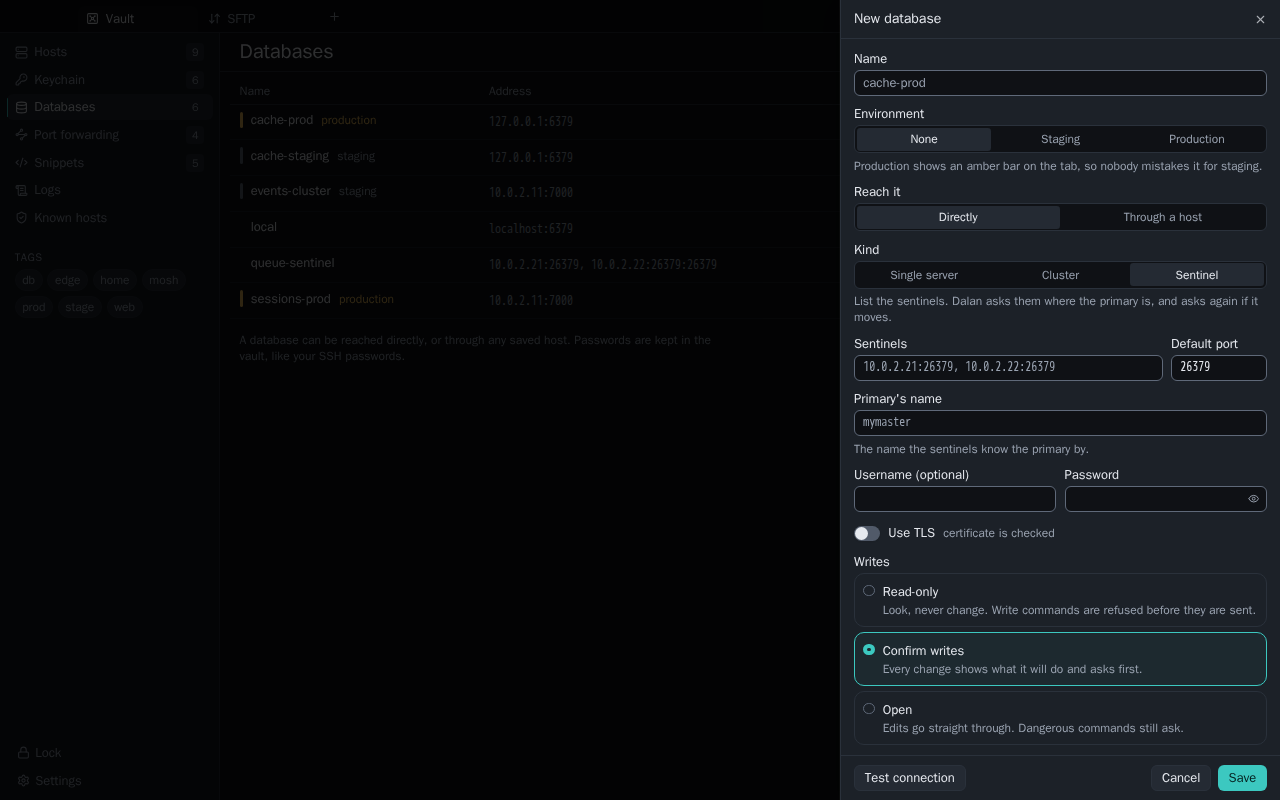 Vault
SFTP
+
Hosts 9
Keychain 6
Databases 6
Port forwarding 4
Snippets 5
Logs
Known hosts
TAGS
db edge home mosh
prod stage web
Lock
Settings
Databases
Name Address
cache-prod production 127.0.0.1:6379
cache-staging staging 127.0.0.1:6379
events-cluster staging 10.0.2.11:7000
local localhost:6379
queue-sentinel 10.0.2.21:26379, 10.0.2.22:26379:26379
sessions-prod production 10.0.2.11:7000
A database can be reached directly, or through any saved host. Passwords are kept in the
vault, like your SSH passwords.
New database
Name
cache-prod
Environment
None Staging Production
Production shows an amber bar on the tab, so nobody mistakes it for staging.
Reach it
Directly Through a host
Kind
Single server Cluster Sentinel
List the sentinels. Dalan asks them where the primary is, and asks again if it
moves.
Sentinels Default port
10.0.2.21:26379, 10.0.2.22:26379 26379
Primary's name
mymaster
The name the sentinels know the primary by.
Username (optional) Password
Use TLS certificate is checked
Writes
Read-only
Look, never change. Write commands are refused before they are sent.
Confirm writes
Every change shows what it will do and asks first.
Open
Edits go straight through. Dangerous commands still ask.
Test connection Cancel Save